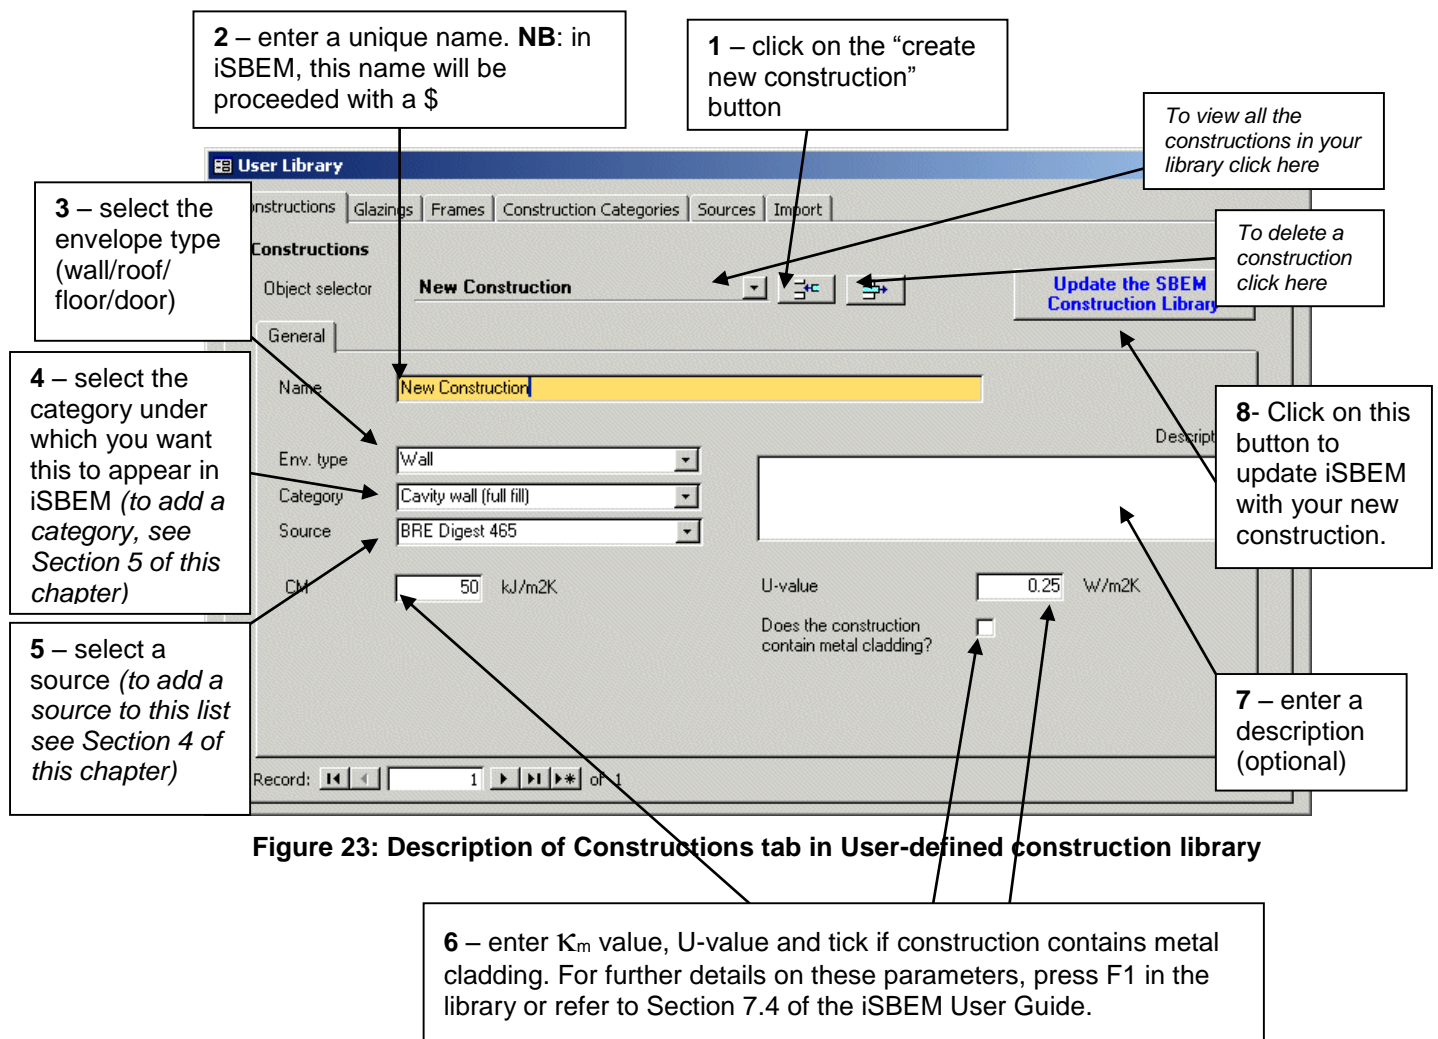 2 – enter a unique name. NB: in
iSBEM, this name will be
proceeded with a $
1 – click on the “create
new construction”
button
To view all the
constructions in your
library click here
User Library
3 – select the
envelope type
(wall/roof/
floor/door)
nstructions Glazings Frames Construction Categories Sources Import
Constructions
Object selector New Construction
To delete a
construction
click here
Update the SBEM
Construction Library
General
4 – select the
category under
which you want
this to appear in
iSBEM (to add a
category, see
Section 5 of this
chapter)
Name New Construction
Descript
Env. type Wall
Category Cavity wall (full fill)
Source BRE Digest 465
8- Click on this
button to
update iSBEM
with your new
construction.
CM 50 kJ/m2K
U-value 0.25 W/m2K
Does the construction
contain metal cladding?
5 – select a
source (to add a
source to this list
see Section 4 of
this chapter)
7 – enter a
description
(optional)
Record: 1 of 1
Figure 23: Description of Constructions tab in User-defined construction library
6 – enter Κm value, U-value and tick if construction contains metal
cladding. For further details on these parameters, press F1 in the
library or refer to Section 7.4 of the iSBEM User Guide.